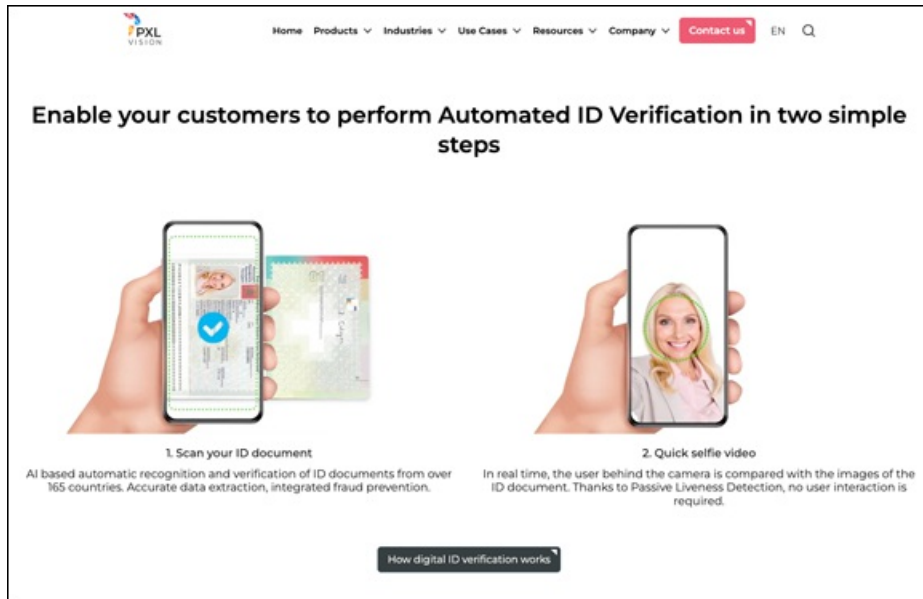 PXL
VISION
Home Products Industries Use Cases Resources Company Contact us EN
Enable your customers to perform Automated ID Verification in two simple
steps
1. Scan your ID document
AI based automatic recognition and verification of ID documents from over
165 countries. Accurate data extraction, integrated fraud prevention.
2. Quick selfie video
In real time, the user behind the camera is compared with the images of the
ID document. Thanks to Passive Liveness Detection, no user interaction is
required.
How digital ID verification works